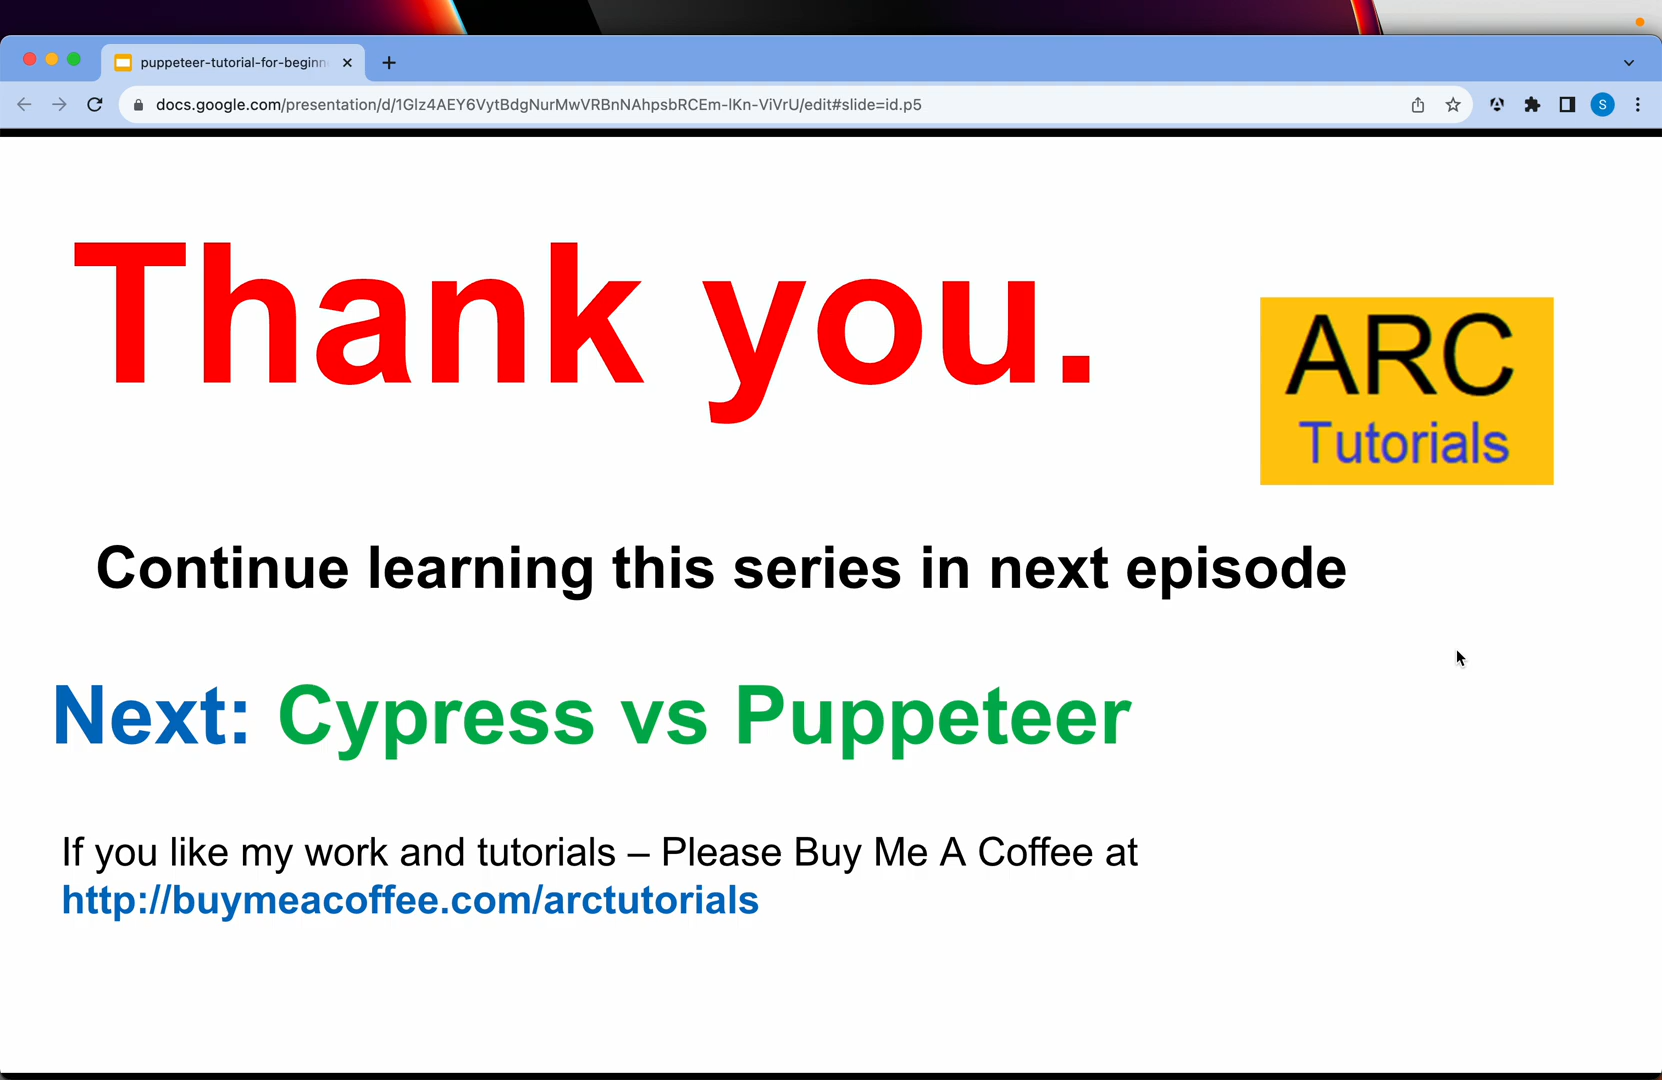 puppeteer-tutorial-for-beginn
docs.google.com/presentation/d/1Glz4AEY6VytBdgNurMwVRBnNAhpsbRCEm-lKn-ViVrU/edit#slide=id.p5
S
Thank you.
ARC
Tutorials
Continue learning this series in next episode
Next: Cypress vs Puppeteer
If you like my work and tutorials – Please Buy Me A Coffee at
http://buymeacoffee.com/arctutorials